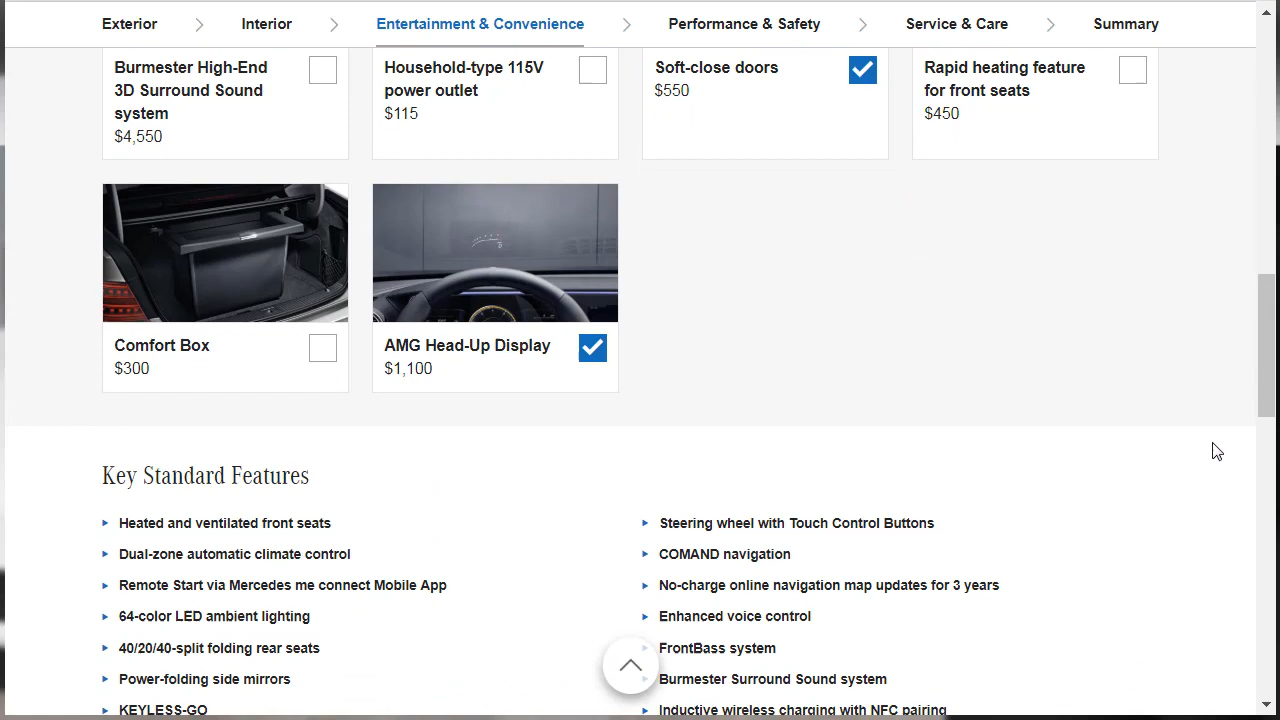 Exterior
Interior
Entertainment & Convenience
Performance & Safety
Service & Care
Summary
Burmester High-End
3D Surround Sound
system
$4,550
Household-type 115V
power outlet
$115
Soft-close doors
$550
Rapid heating feature
for front seats
$450
Comfort Box
$300
AMG Head-Up Display
$1,100
Key Standard Features
Heated and ventilated front seats
Dual-zone automatic climate control
Remote Start via Mercedes me connect Mobile App
64-color LED ambient lighting
40/20/40-split folding rear seats
Power-folding side mirrors
KEYLESS-GO
Steering wheel with Touch Control Buttons
COMAND navigation
No-charge online navigation map updates for 3 years
Enhanced voice control
FrontBass system
Burmester Surround Sound system
Inductive wireless charging with NFC pairing